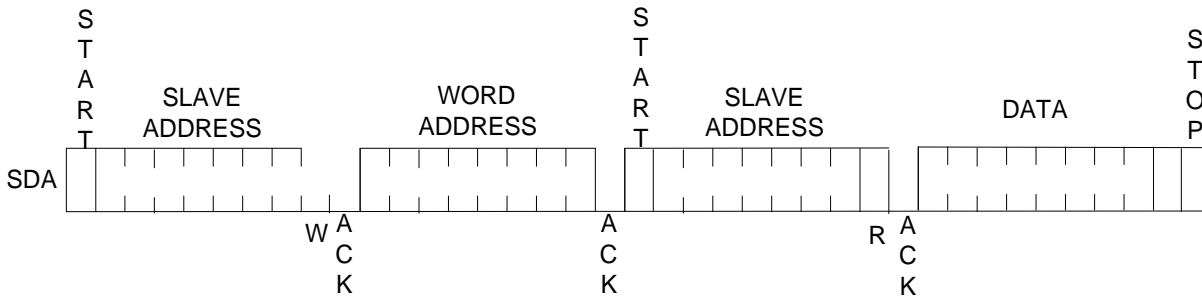 START
SLAVE
ADDRESS
WORD
ADDRESS
START
SLAVE
ADDRESS
DATA
STOP
SDA
W
ACK
ACK
R
ACK